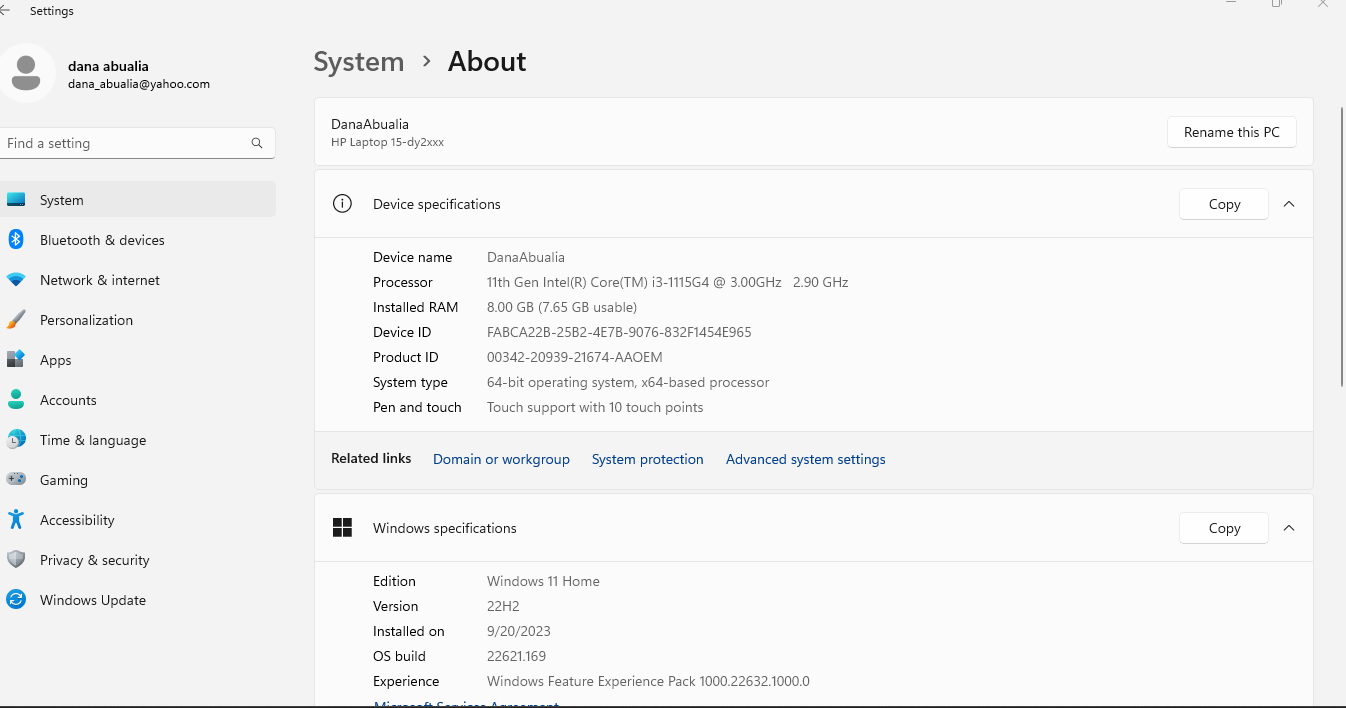 Settings
dana abualia
dana_abualia@yahoo.com
Find a setting
System
Bluetooth & devices
Network & internet
Personalization
Apps
Accounts
Time & language
Gaming
Accessibility
Privacy & security
Windows Update
System › About
DanaAbualia
HP Laptop 15-dy2xxx
Rename this PC
Device specifications
Copy
Device name DanaAbualia
Processor 11th Gen Intel(R) Core(TM) i3-1115G4 @ 3.00GHz 2.90 GHz
Installed RAM 8.00 GB (7.65 GB usable)
Device ID FABCA22B-25B2-4E7B-9076-832F1454E965
Product ID 00342-20939-21674-AAOEM
System type 64-bit operating system, x64-based processor
Pen and touch Touch support with 10 touch points
Related links Domain or workgroup System protection Advanced system settings
Windows specifications
Copy
Edition Windows 11 Home
Version 22H2
Installed on 9/20/2023
OS build 22621.169
Experience Windows Feature Experience Pack 1000.22632.1000.0
Microsoft Services Agreement